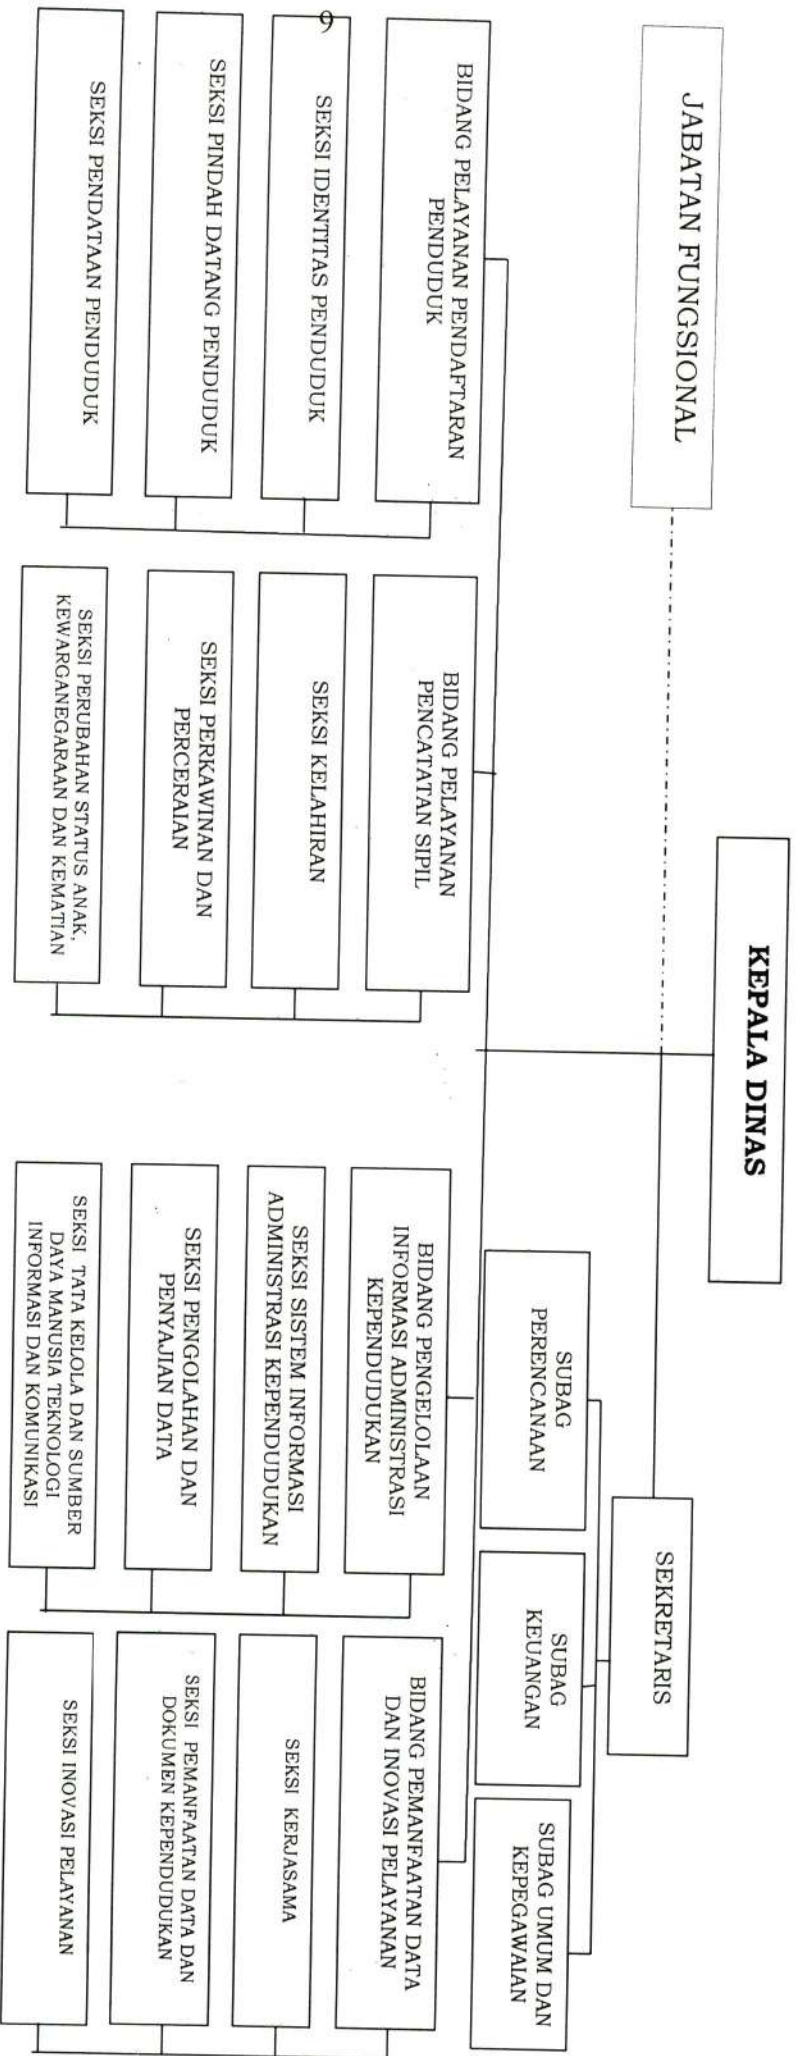 KEPALA DINAS
JABATAN FUNGSIONAL
SEKRETARIS
SUBAG
PERENCANAAN
SUBAG
KEUANGAN
SUBAG UMUM DAN
KEPEGAWAIAN
BIDANG PELAYANAN PENDAFTARAN
PENDUDUK
SEKSI IDENTITAS PENDUDUK
SEKSI PINDAH DATANG PENDUDUK
SEKSI PENDATAAN PENDUDUK
BIDANG PELAYANAN
PENCATATAN SIPIL
SEKSI KELAHIRAN
SEKSI PERKAWINAN DAN
PERCERAIAN
SEKSI PERUBAHAN STATUS ANAK,
KEWARGANEGARAAN DAN KEMATIAN
BIDANG PENGELOLAAN
INFORMASI ADMINISTRASI
KEPENDUDUKAN
SEKSI SISTEM INFORMASI
ADMINISTRASI KEPENDUDUKAN
SEKSI PENGOLAHAN DAN
PENYAJIAN DATA
SEKSI TATA KELOLA DAN SUMBER
DAYA MANUSIA TEKNOLOGI
INFORMASI DAN KOMUNIKASI
BIDANG PEMANFAATAN DATA
DAN INOVASI PELAYANAN
SEKSI KERJASAMA
SEKSI PEMANFAATAN DATA DAN
DOKUMEN KEPENDUDUKAN
SEKSI INOVASI PELAYANAN
9